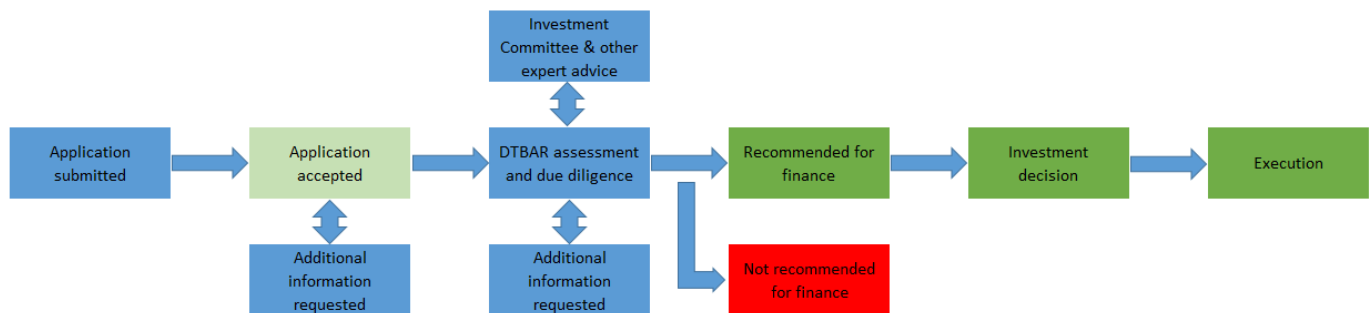 Investment
Committee & other
expert advice
Application
submitted
Application
accepted
DTBAR assessment
and due diligence
Recommended for
finance
Investment
decision
Execution
Additional
information
requested
Additional
information
requested
Not recommended
for finance